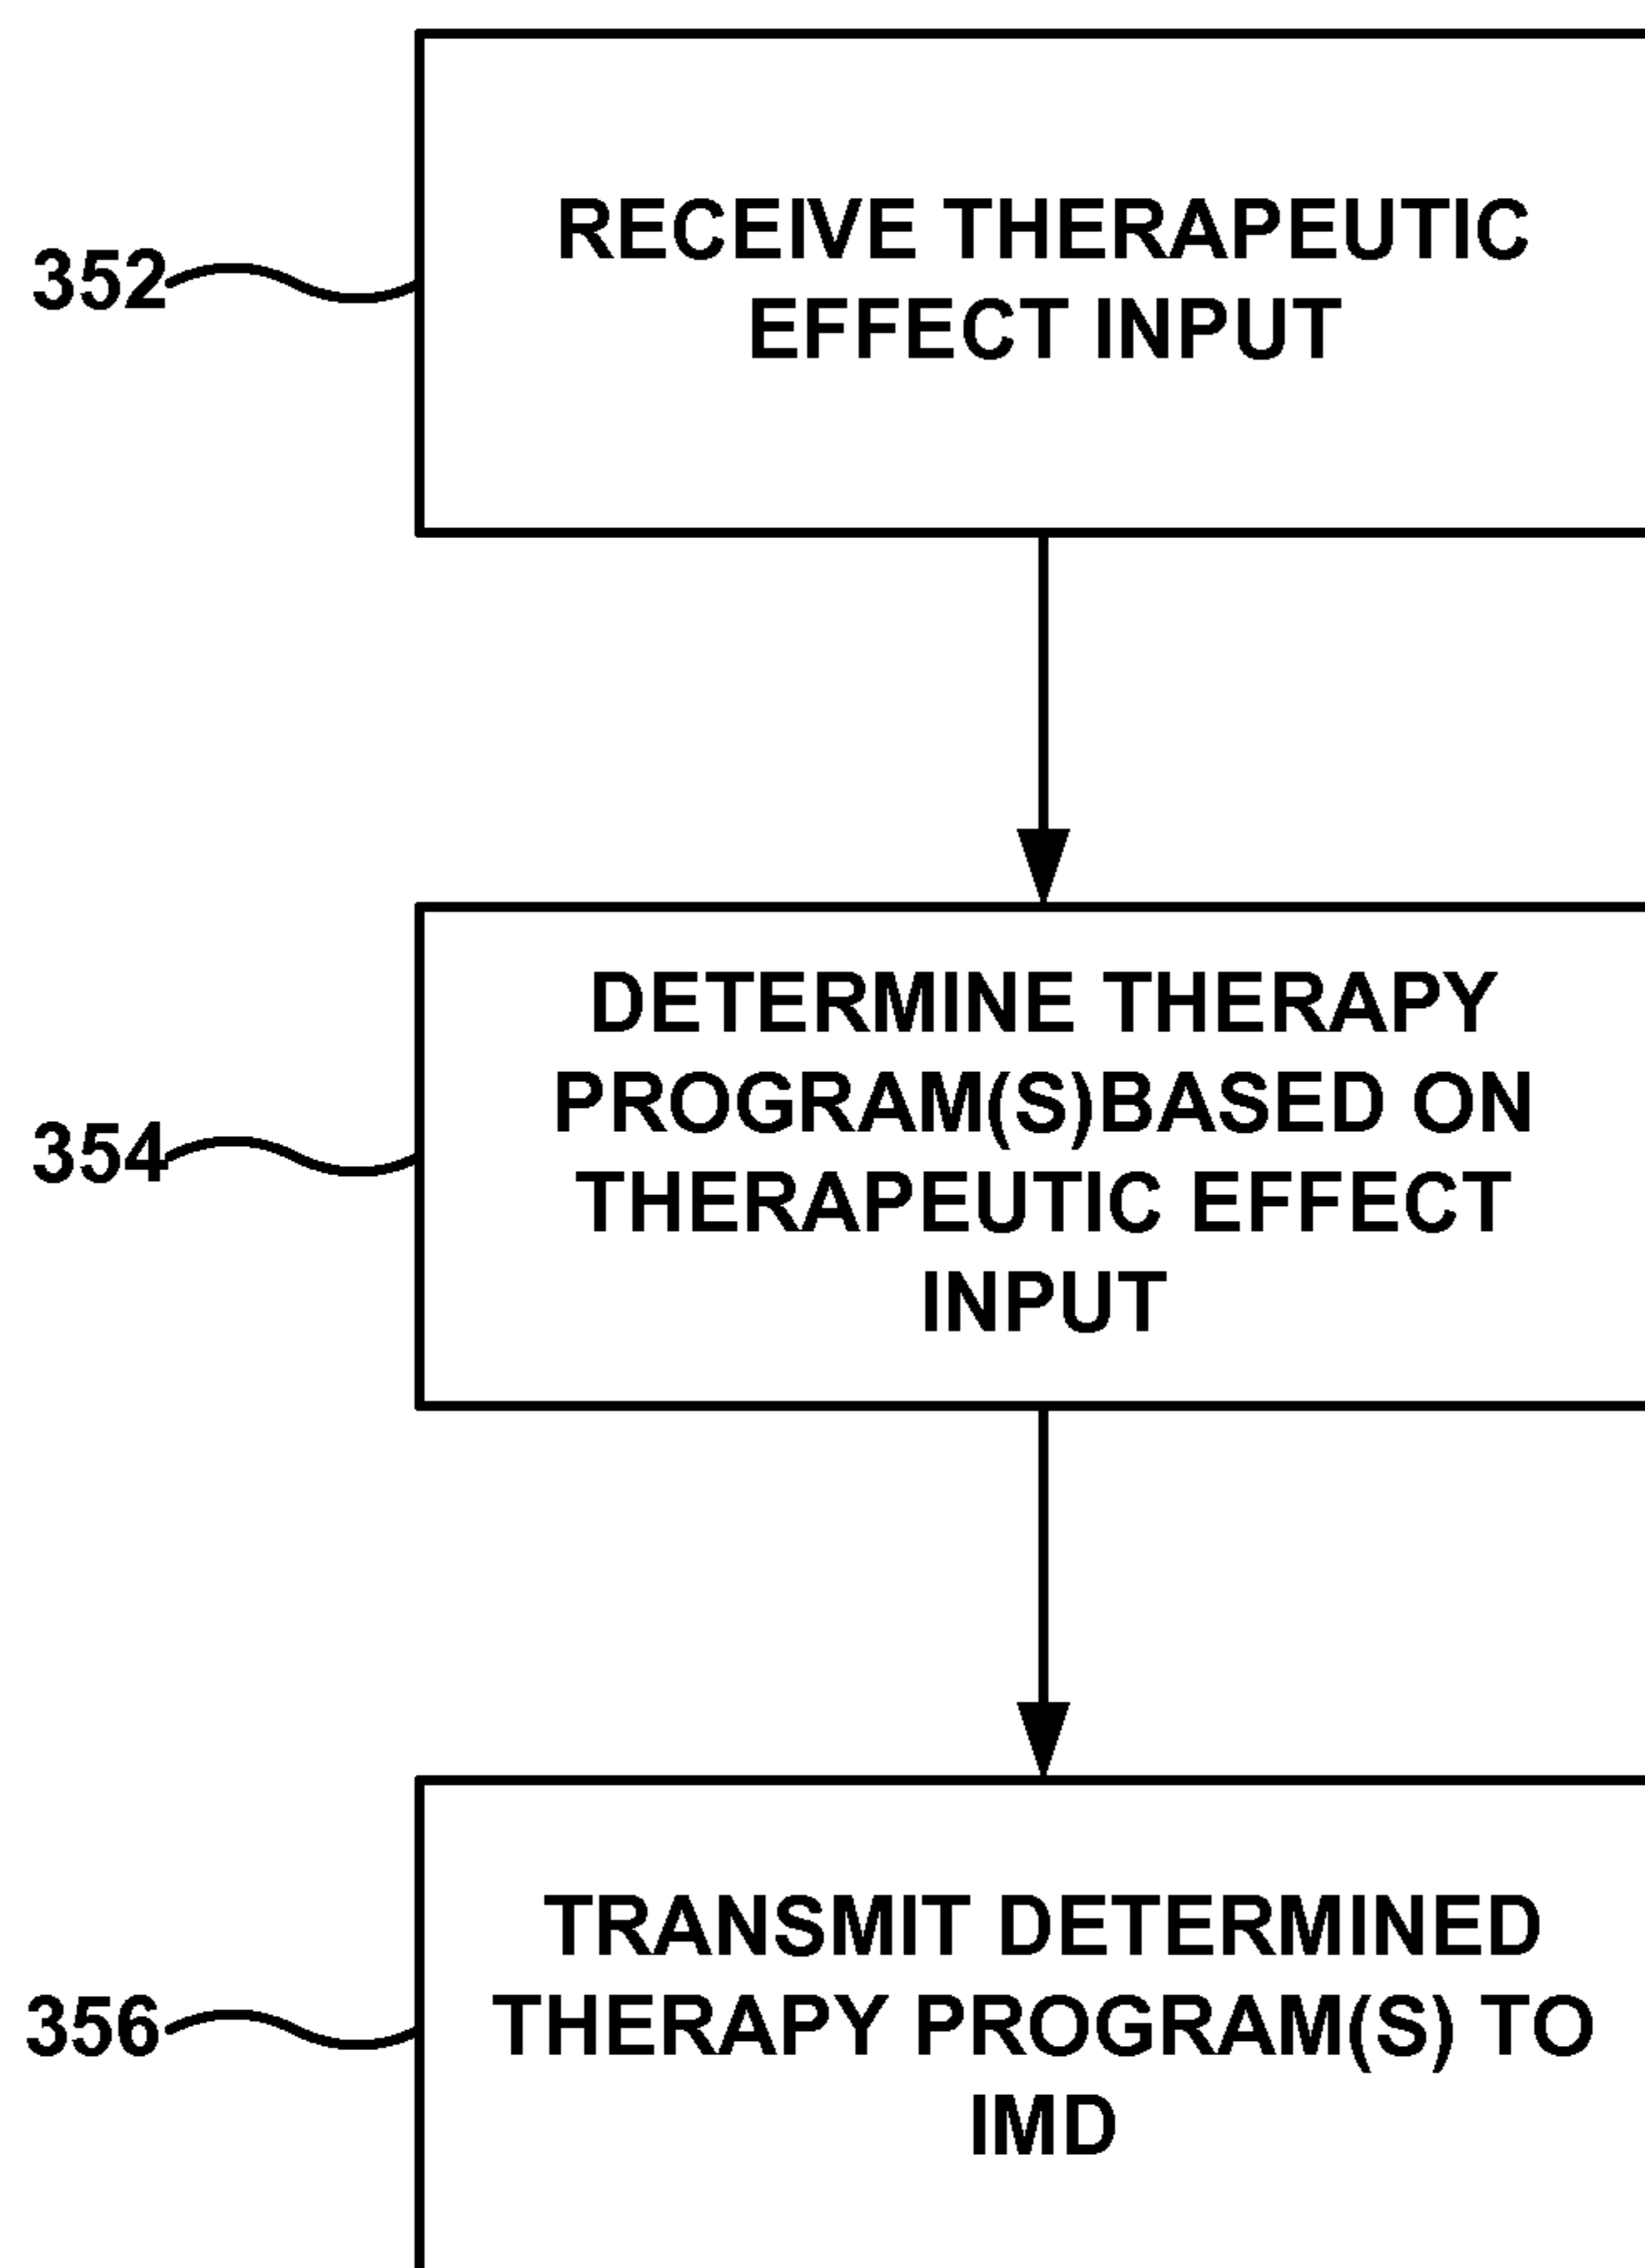 352
RECEIVE THERAPEUTIC
EFFECT INPUT
354
DETERMINE THERAPY
PROGRAM(S)BASED ON
THERAPEUTIC EFFECT
INPUT
356
TRANSMIT DETERMINED
THERAPY PROGRAM(S) TO
IMD